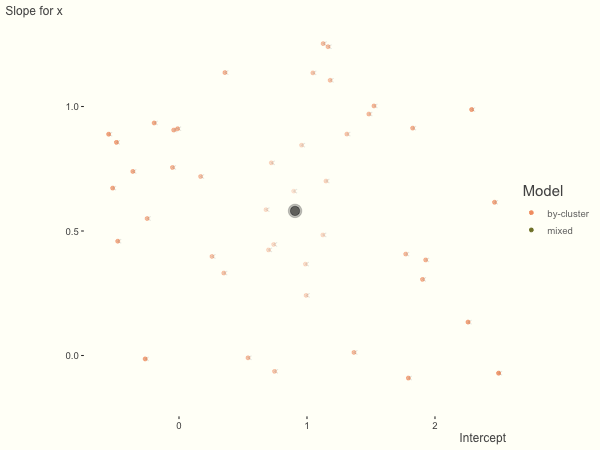 Slope for x
1.0
0.5
0.0
0
1
2
Intercept
Model
by-cluster
mixed